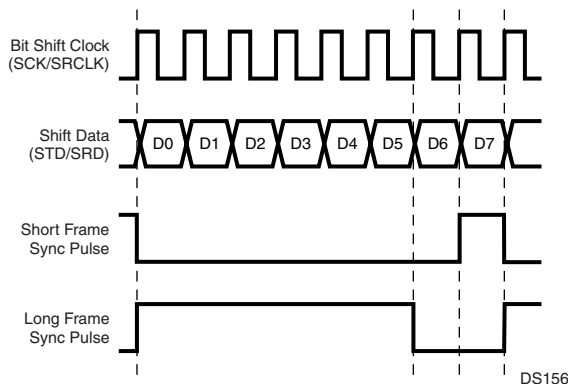 Bit Shift Clock
(SCK/SRCLK)
Shift Data
(STD/SRD)
D0 D1 D2 D3 D4 D5 D6 D7
Short Frame
Sync Pulse
Long Frame
Sync Pulse
DS156